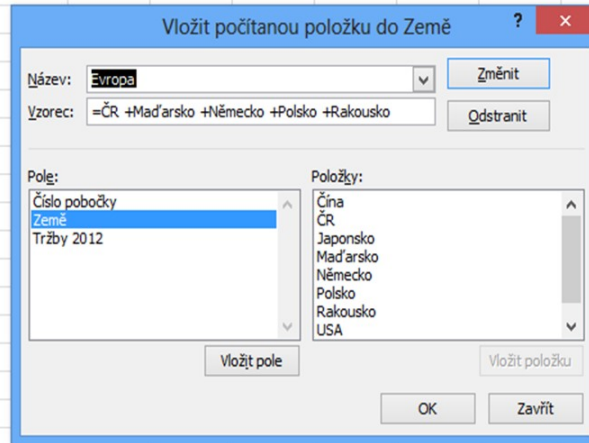 Vložit počítanou položku do Země
Název: Evropa
Změnit
Vzorec: =ČR +Maďarsko +Německo +Polsko +Rakousko
Odstranit
Pole:
Číslo pobočky
Země
Tržby 2012
Vložit pole
Položky:
Čína
ČR
Japonsko
Maďarsko
Německo
Polsko
Rakousko
USA
Vložit položku
OK
Zavřít